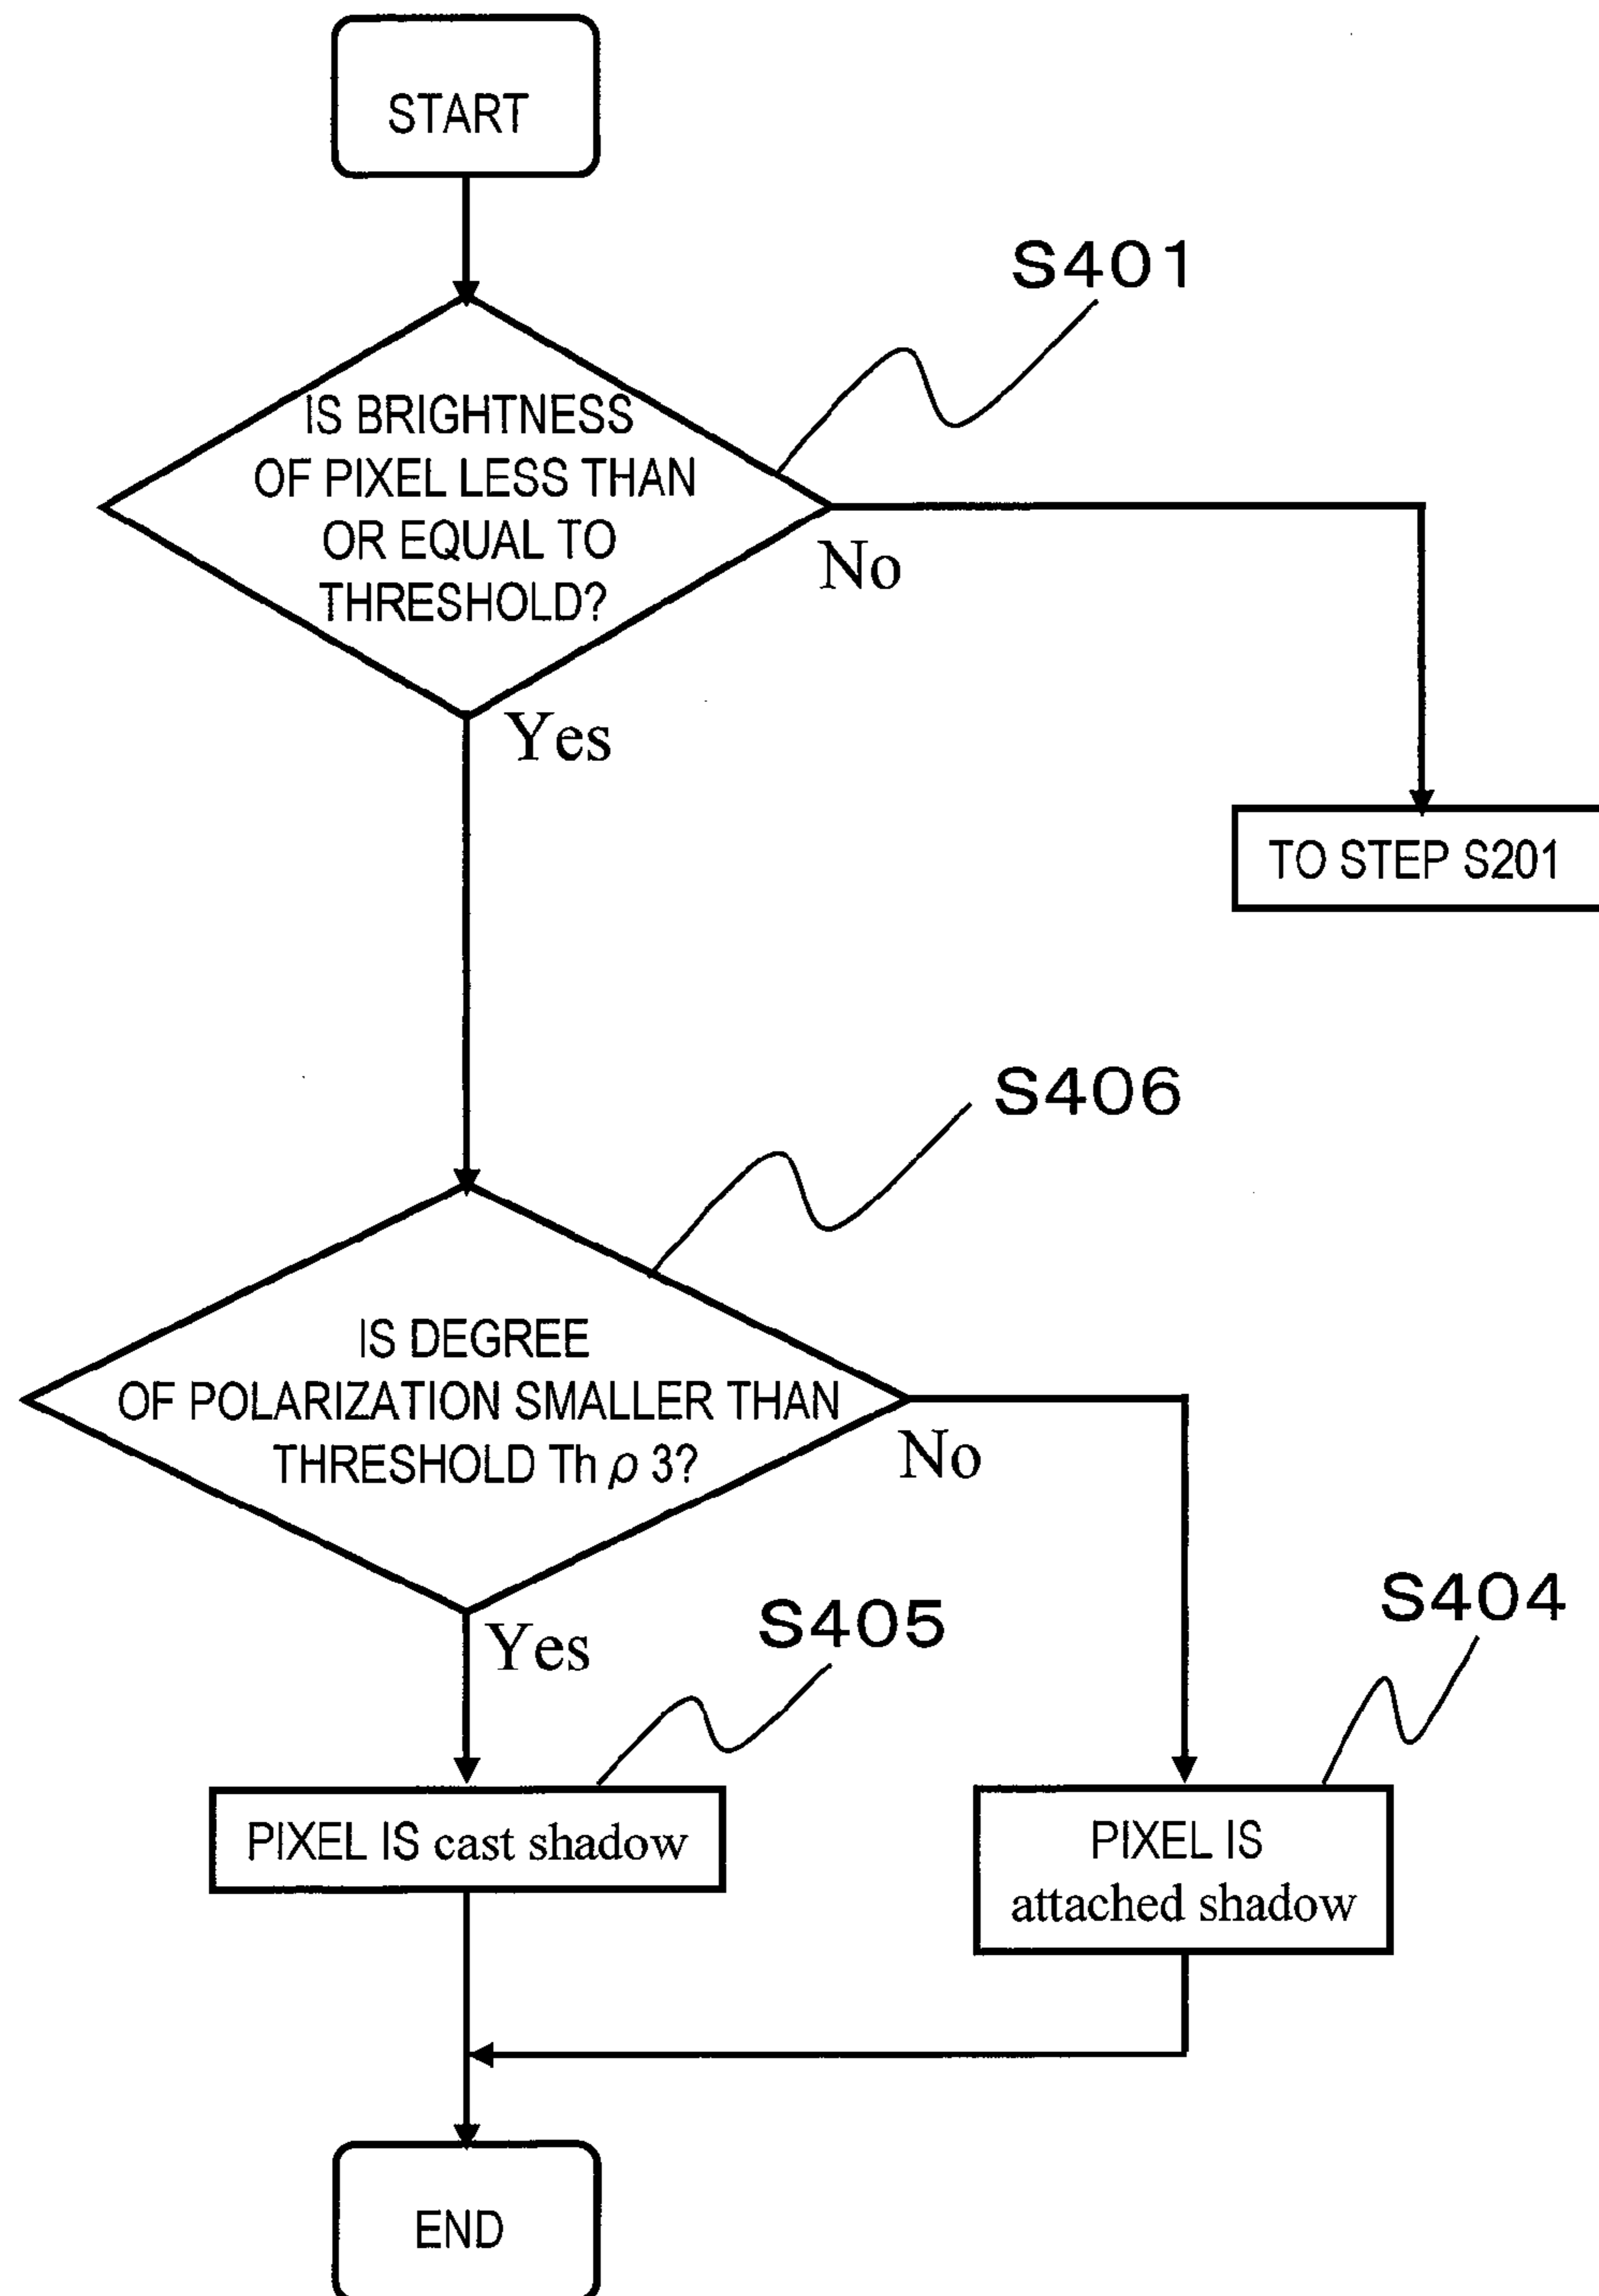 START
S401
IS BRIGHTNESS
OF PIXEL LESS THAN
OR EQUAL TO
THRESHOLD?
No
Yes
TO STEP S201
S406
IS DEGREE
OF POLARIZATION SMALLER THAN
THRESHOLD Th ρ 3?
No
Yes
S405
S404
PIXEL IS cast shadow
PIXEL IS
attached shadow
END